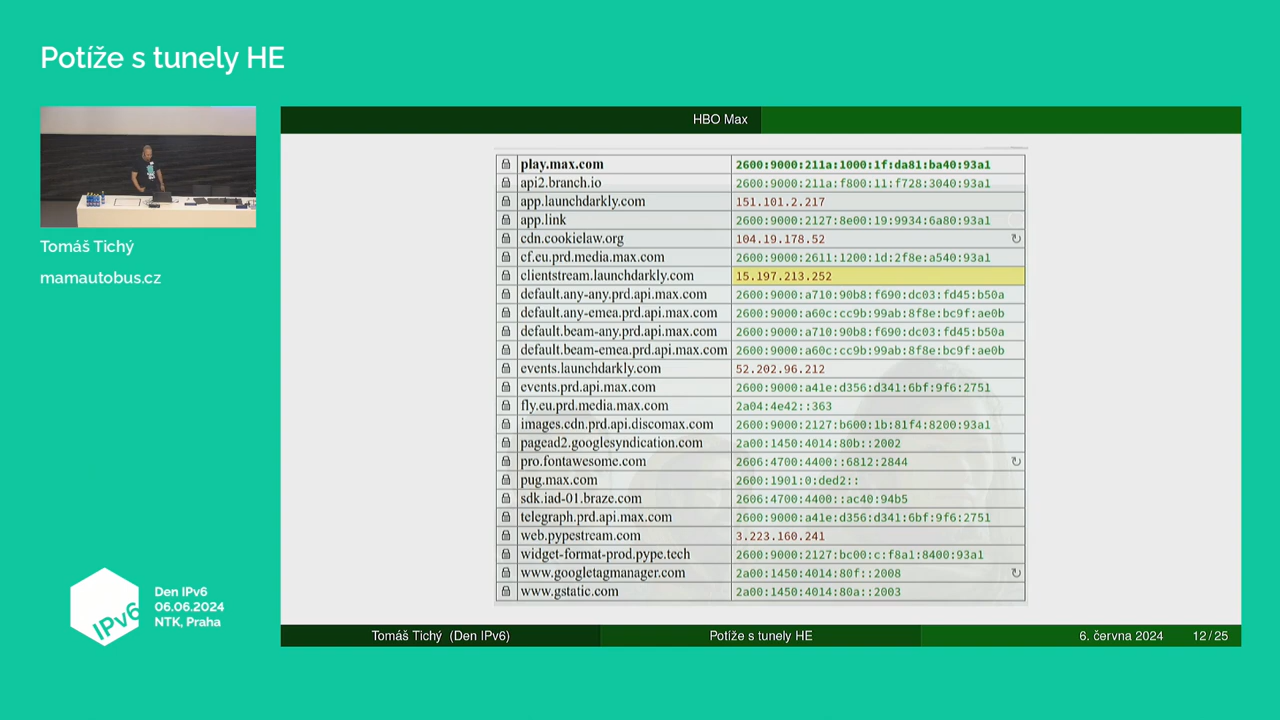 Potíže s tunely HE
Tomáš Tichý
mamautobus.cz
IPv6
Den IPv6
06.06.2024
NTK, Praha
HBO Max
play.max.com 2600:9000:211a:1000:1f:da81:ba40:93a1
api2.branch.io 2600:9000:211a:f800:11:f728:3040:93a1
app.launchdarkly.com 151.101.2.217
app.link 2600:9000:2127:8e00:19:9934:6a80:93a1
cdn.cookielaw.org 104.19.178.52
cf.eu.prd.media.max.com 2600:9000:2611:1200:1d:2f8e:a540:93a1
clientstream.launchdarkly.com 15.197.213.252
default.any-any.prd.api.max.com 2600:9000:a710:90b8:f690:dc03:fd45:b50a
default.any-emea.prd.api.max.com 2600:9000:a60c:cc9b:99ab:8f8e:bc9f:ae0b
default.beam-any.prd.api.max.com 2600:9000:a710:90b8:f690:dc03:fd45:b50a
default.beam-emea.prd.api.max.com 2600:9000:a60c:cc9b:99ab:8f8e:bc9f:ae0b
events.launchdarkly.com 52.202.96.212
events.prd.api.max.com 2600:9000:a41e:d356:d341:6bf:9f6:2751
fly.eu.prd.media.max.com 2a04:4e42::363
images.cdn.prd.api.discomax.com 2600:9000:2127:b600:1b:81f4:8200:93a1
pagead2.googlesyndication.com 2a00:1450:4014:80b::2002
pro.fontawesome.com 2606:4700:4400::6812:2844
pug.max.com 2600:1901:0:ded2::
sdk.iad-01.braze.com 2606:4700:4400::ac40:94b5
telegraph.prd.api.max.com 2600:9000:a41e:d356:d341:6bf:9f6:2751
web.pypestream.com 3.223.160.241
widget-format-prod.pype.tech 2600:9000:2127:bc00:c:f8a1:8400:93a1
www.googletagmanager.com 2a00:1450:4014:80f::2008
www.gstatic.com 2a00:1450:4014:80a::2003
Tomáš Tichý (Den IPv6) Potíže s tunely HE 6. června 2024 12 / 25